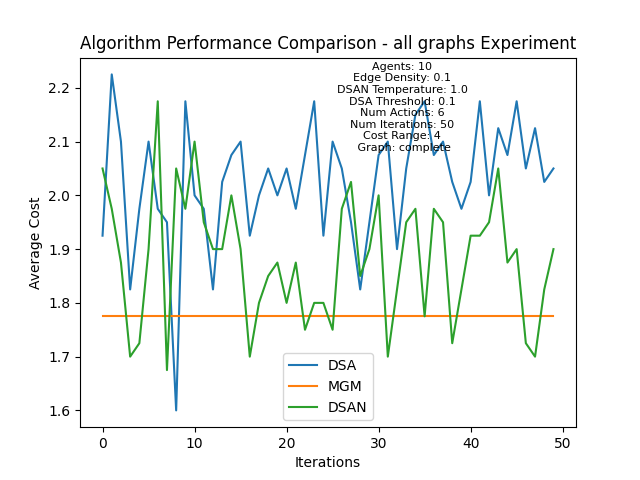 Algorithm Performance Comparison - all graphs Experiment
Agents: 10
Edge Density: 0.1
DSAN Temperature: 1.0
DSA Threshold: 0.1
Num Actions: 6
Num Iterations: 50
Cost Range: 4
Graph: complete
Average Cost
2.2
2.1
2.0
1.9
1.8
1.7
1.6
DSA
MGM
DSAN
0 10 20 30 40 50
Iterations